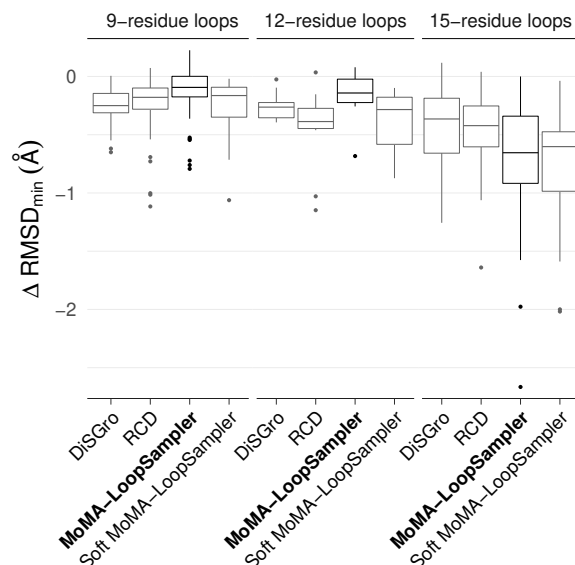 9−residue loops 12−residue loops 15−residue loops
Δ RMSDmin (Å)
0
−1
−2
DiSGro
RCD
MoMA−LoopSampler
Soft MoMA−LoopSampler
DiSGro
RCD
MoMA−LoopSampler
Soft MoMA−LoopSampler
DiSGro
RCD
MoMA−LoopSampler
Soft MoMA−LoopSampler